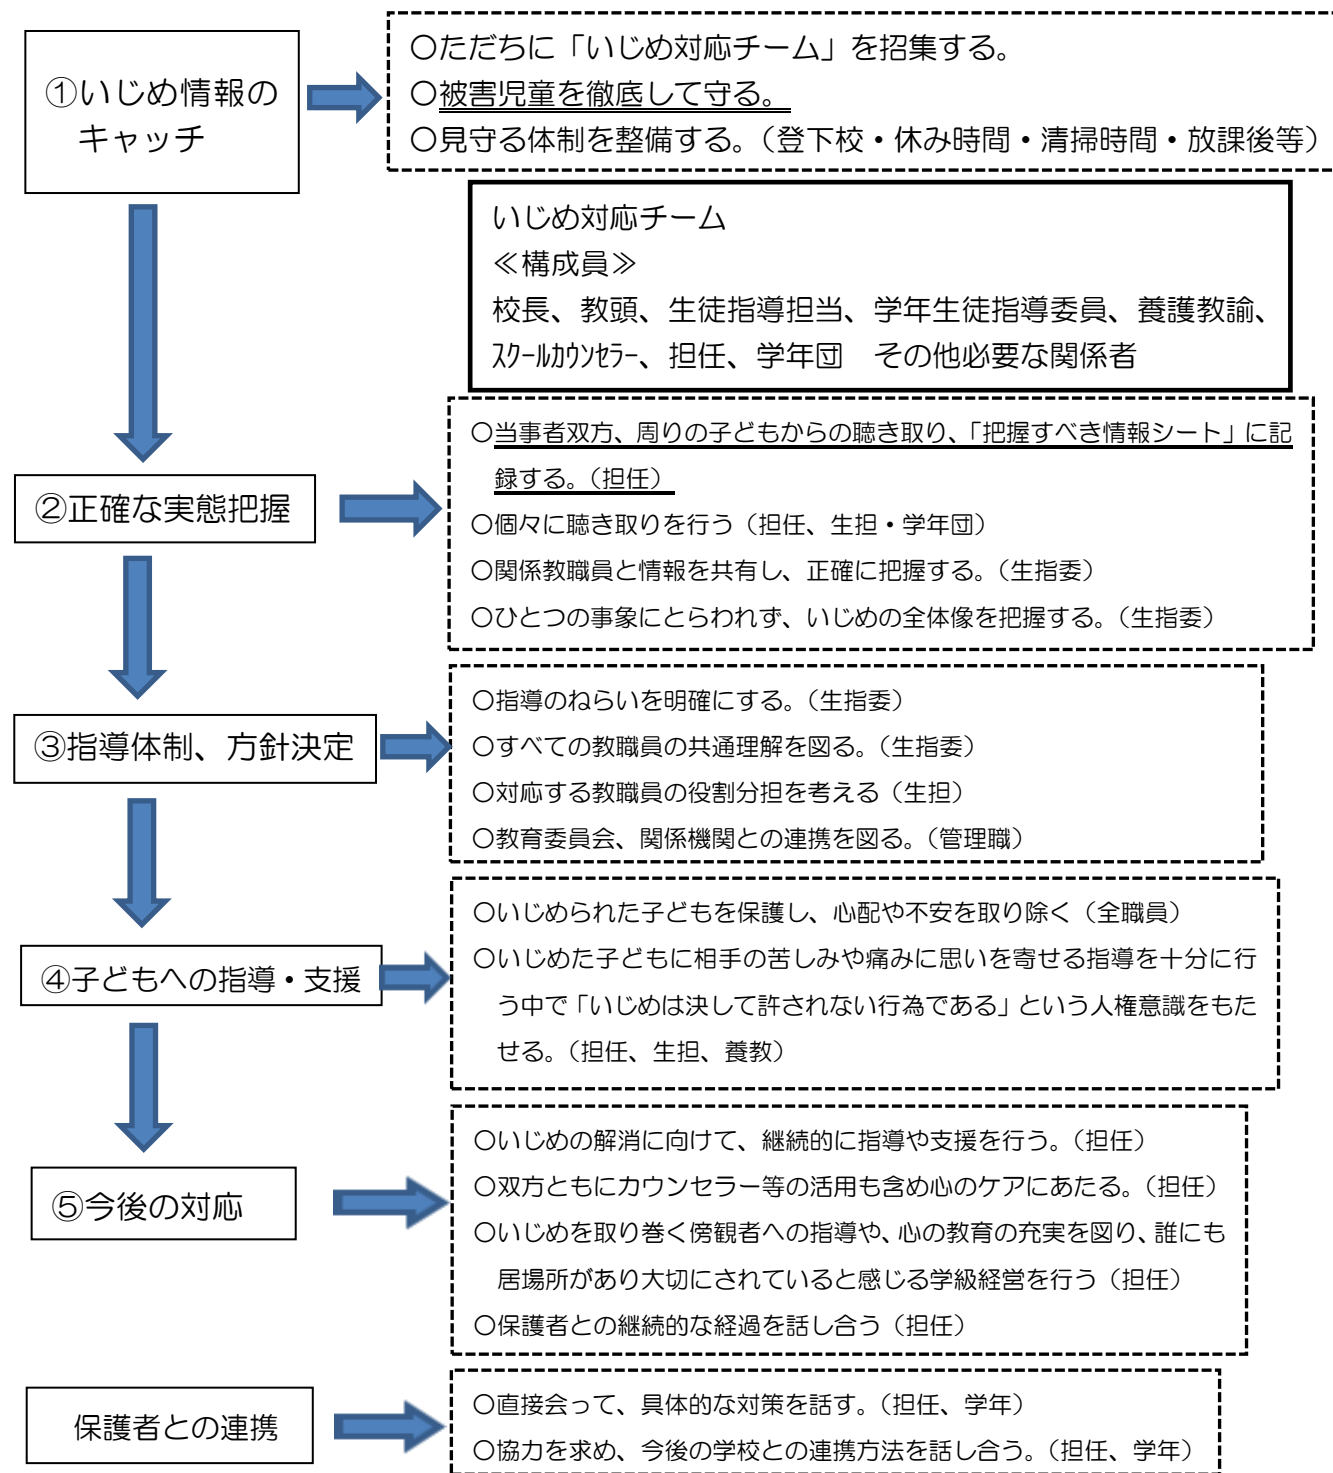 ①いじめ情報の
キャッチ
〇ただちに「いじめ対応チーム」を招集する。
〇被害児童を徹底して守る。
〇見守る体制を整備する。（登下校・休み時間・清掃時間・放課後等）
いじめ対応チーム
≪構成員≫
校長、教頭、生徒指導担当、学年生徒指導委員、養護教諭、
ｽｸｰﾙｶｳﾝｾﾗｰ、担任、学年団　その他必要な関係者
②正確な実態把握
〇当事者双方、周りの子どもからの聴き取り、「把握すべき情報シート」に記
録する。（担任）
〇個々に聴き取りを行う（担任、生担・学年団）
〇関係教職員と情報を共有し、正確に把握する。（生指委）
〇ひとつの事象にとらわれず、いじめの全体像を把握する。（生指委）
③指導体制、方針決定
〇指導のねらいを明確にする。（生指委）
〇すべての教職員の共通理解を図る。（生指委）
〇対応する教職員の役割分担を考える（生担）
〇教育委員会、関係機関との連携を図る。（管理職）
④子どもへの指導・支援
〇いじめられた子どもを保護し、心配や不安を取り除く（全職員）
〇いじめた子どもに相手の苦しみや痛みに思いを寄せる指導を十分に行
う中で「いじめは決して許されない行為である」という人権意識をもた
せる。（担任、生担、養教）
⑤今後の対応
〇いじめの解消に向けて、継続的に指導や支援を行う。（担任）
〇双方ともにカウンセラー等の活用も含め心のケアにあたる。（担任）
〇いじめを取り巻く傍観者への指導や、心の教育の充実を図り、誰にも
居場所があり大切にされていると感じる学級経営を行う（担任）
〇保護者との継続的な経過を話し合う（担任）
保護者との連携
〇直接会って、具体的な対策を話す。（担任、学年）
〇協力を求め、今後の学校との連携方法を話し合う。（担任、学年）